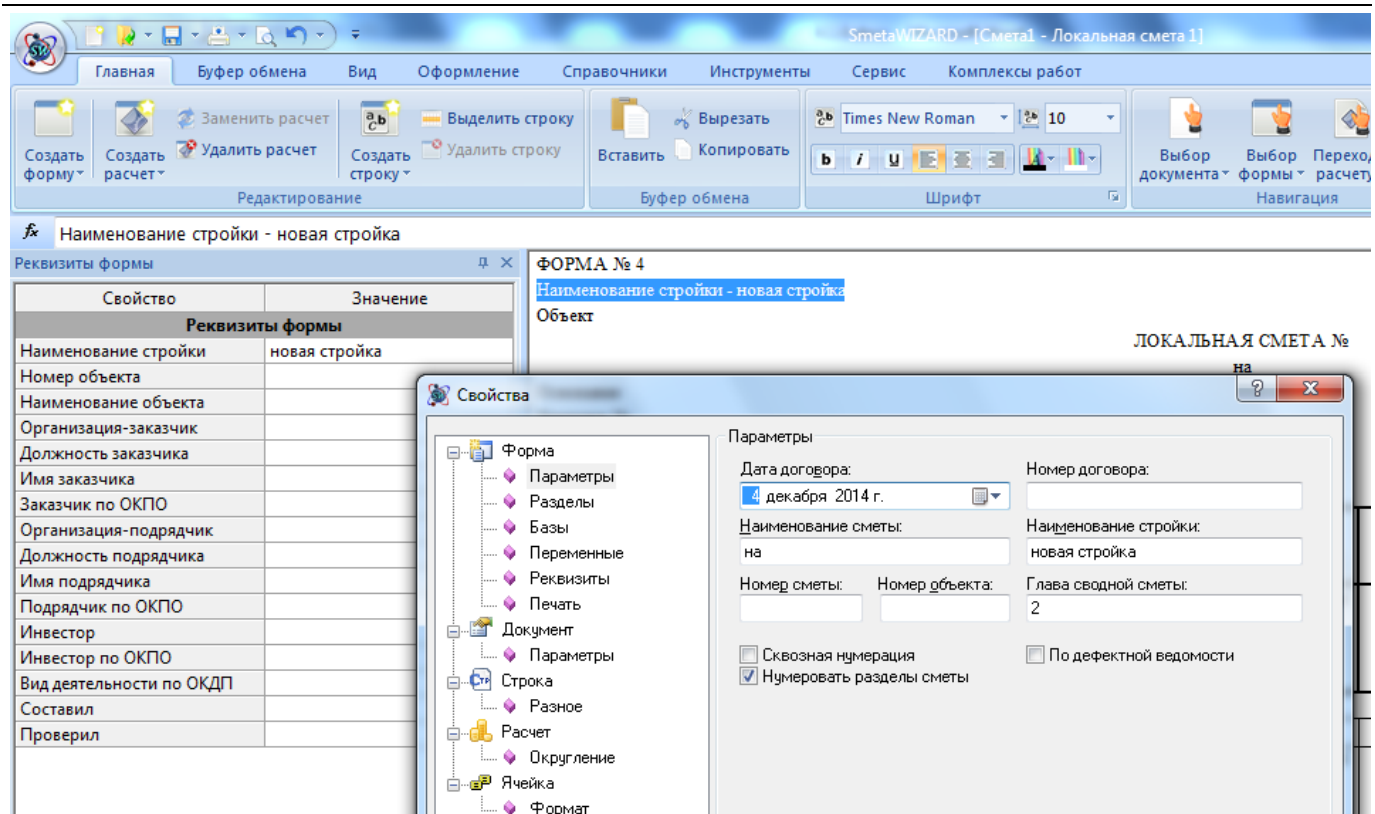 SmetaWIZARD - [Смета1 - Локальная смета 1]
Главная Буфер обмена Вид Оформление Справочники Инструменты Сервис Комплексы работ
Создать форму Создать расчет Заменить расчет Удалить расчет Создать строку Выделить строку Удалить строку Вставить Вырезать Копировать Times New Roman 10 Выбор документа Выбор формы Переход расчету
Редактирование Буфер обмена Шрифт Навигация
fx Наименование стройки - новая стройка
Реквизиты формы
Свойство Значение
Реквизиты формы
Наименование стройки новая стройка
Номер объекта
Наименование объекта
Организация-заказчик
Должность заказчика
Имя заказчика
Заказчик по ОКПО
Организация-подрядчик
Должность подрядчика
Имя подрядчика
Подрядчик по ОКПО
Инвестор
Инвестор по ОКПО
Вид деятельности по ОКДП
Составил
Проверил
ФОРМА № 4
Наименование стройки - новая стройка
Объект
ЛОКАЛЬНАЯ СМЕТА №
на
Свойства
Форма
Параметры
Разделы
Базы
Переменные
Реквизиты
Печать
Документ
Параметры
Строка
Разное
Расчет
Округление
Ячейка
Формат
Параметры
Дата договора: Номер договора:
4 декабря 2014 г.
Наименование сметы: Наименование стройки:
на новая стройка
Номер сметы: Номер объекта: Глава сводной сметы:
2
Сквозная нумерация По дефектной ведомости
Нумеровать разделы сметы